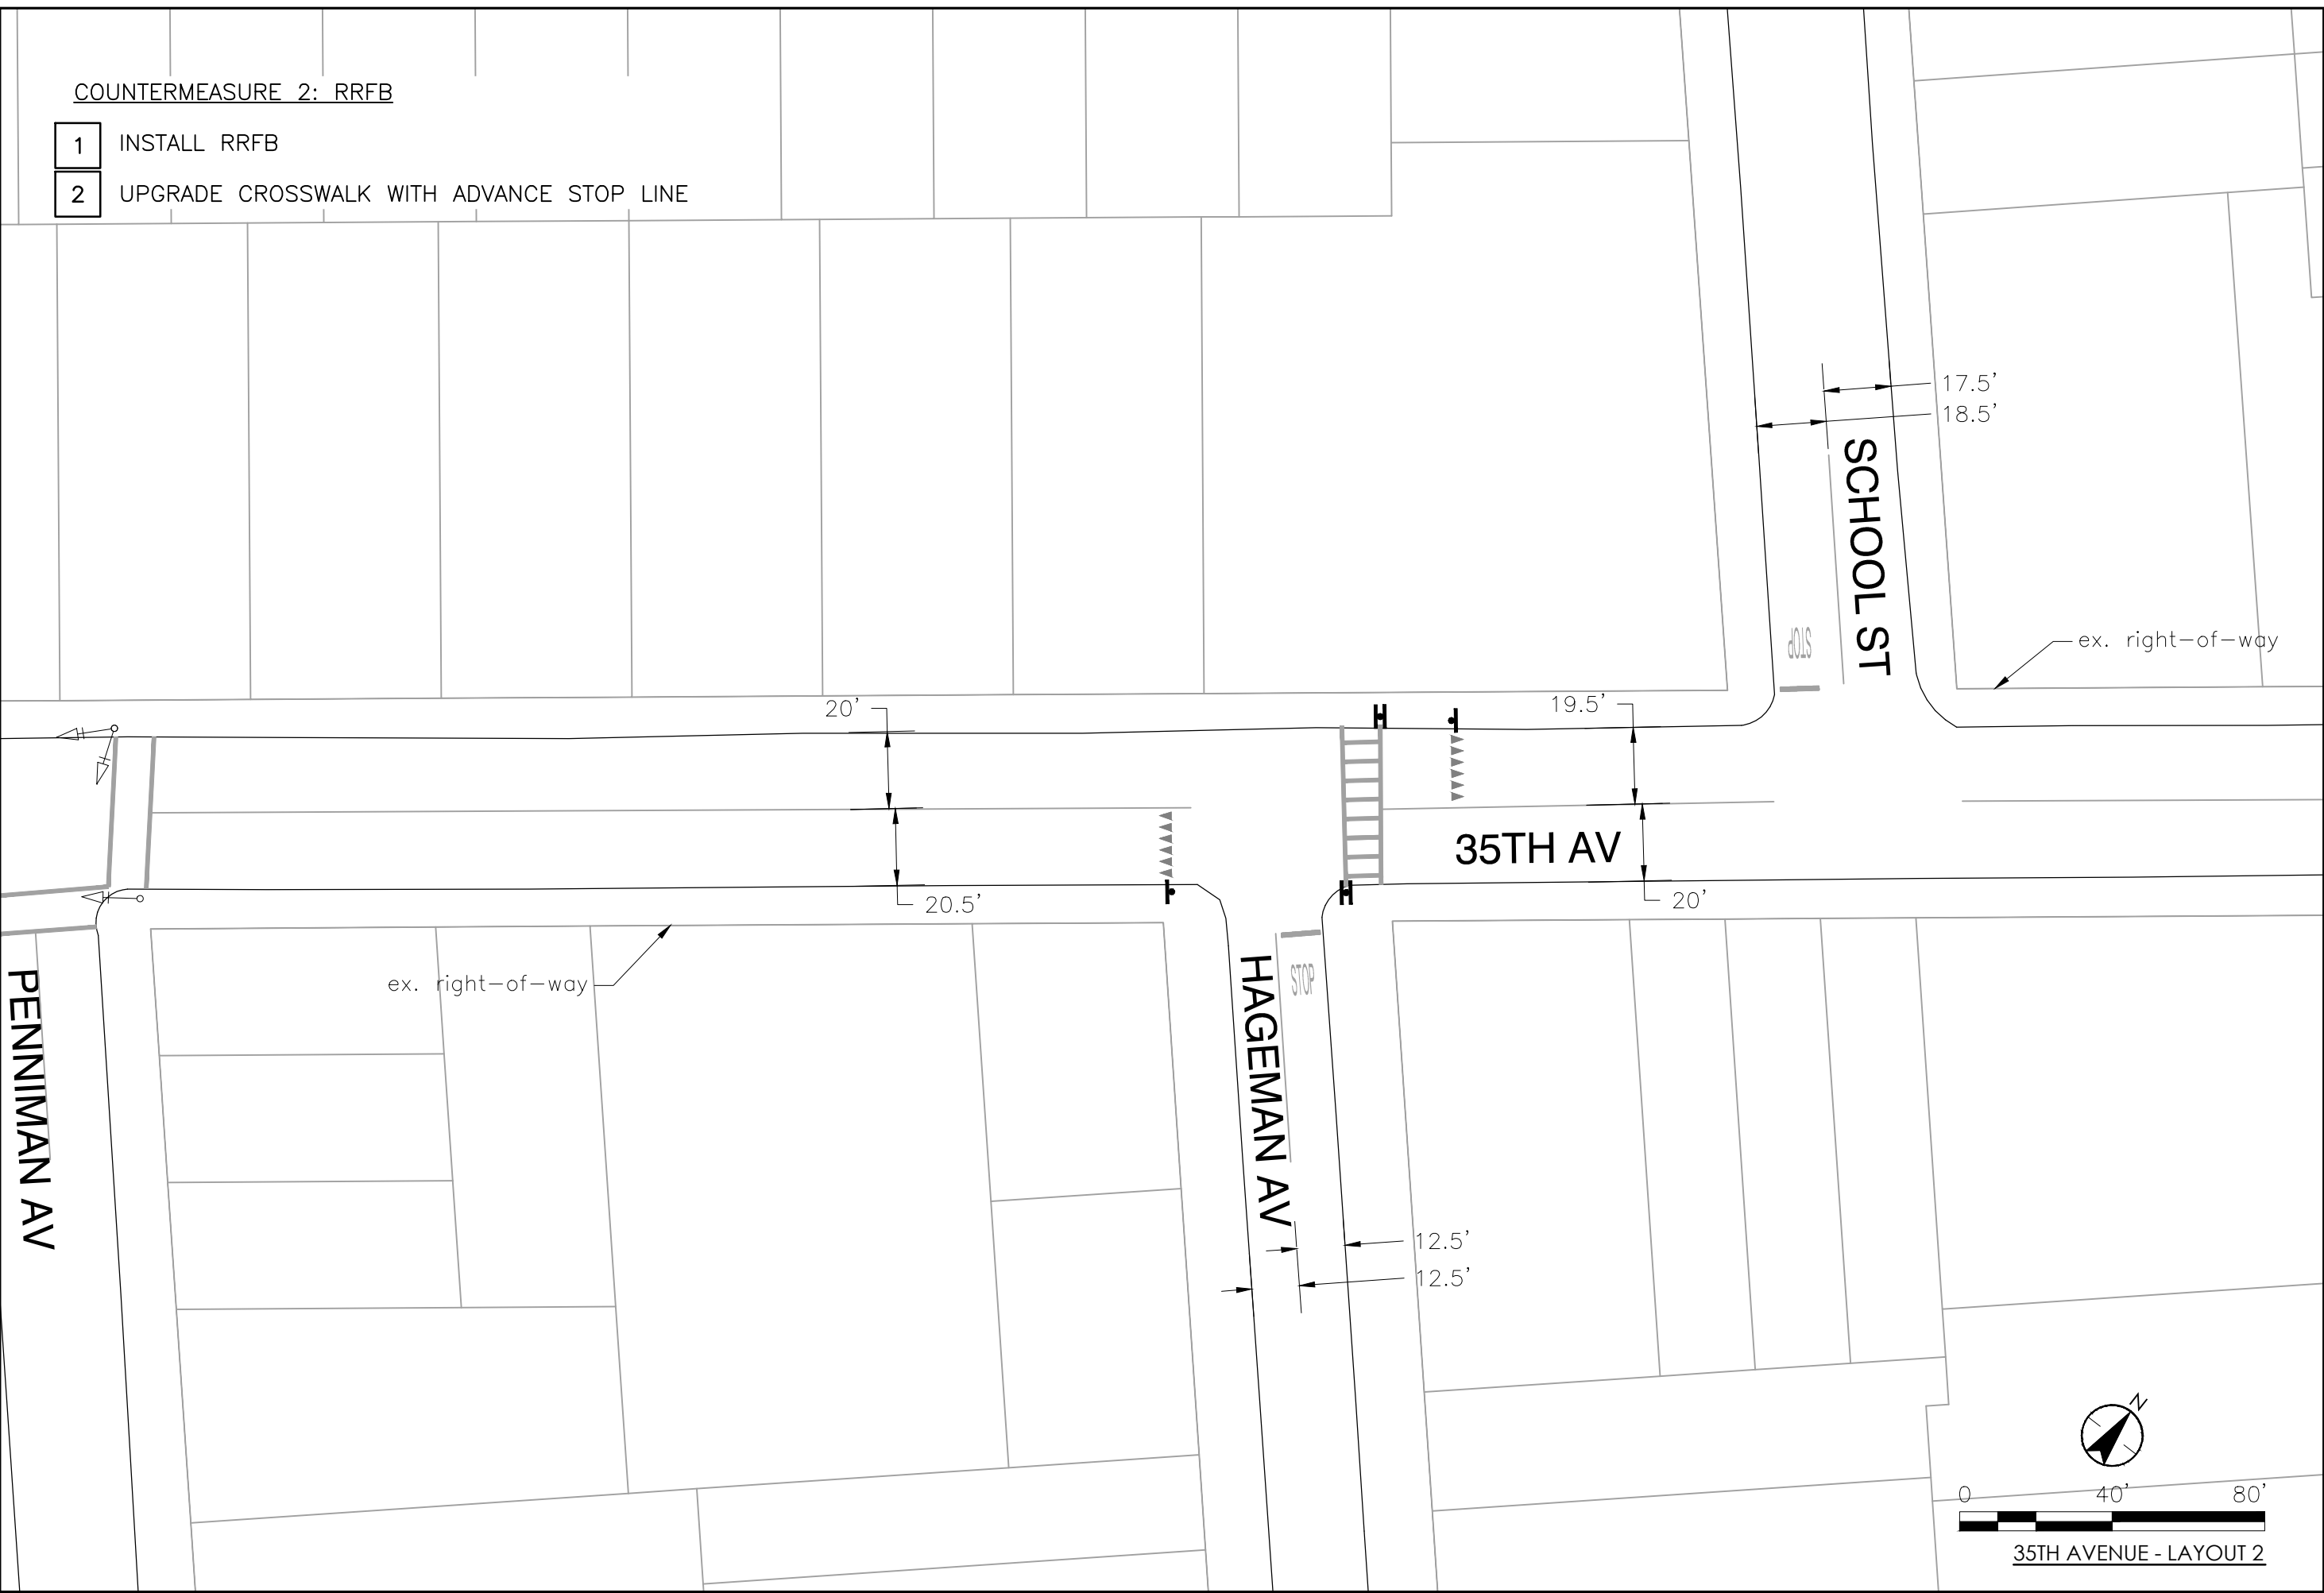 COUNTERMEASURE 2: RRFB
1 INSTALL RRFB
2 UPGRADE CROSSWALK WITH ADVANCE STOP LINE
17.5'
18.5'
SCHOOL ST
STOP
ex. right-of-way
20'
19.5'
35TH AV
20.5'
20'
ex. right-of-way
STOP
PENNIMAN AV
HAGEMAN AV
12.5'
12.5'
N
0 40' 80'
35TH AVENUE - LAYOUT 2